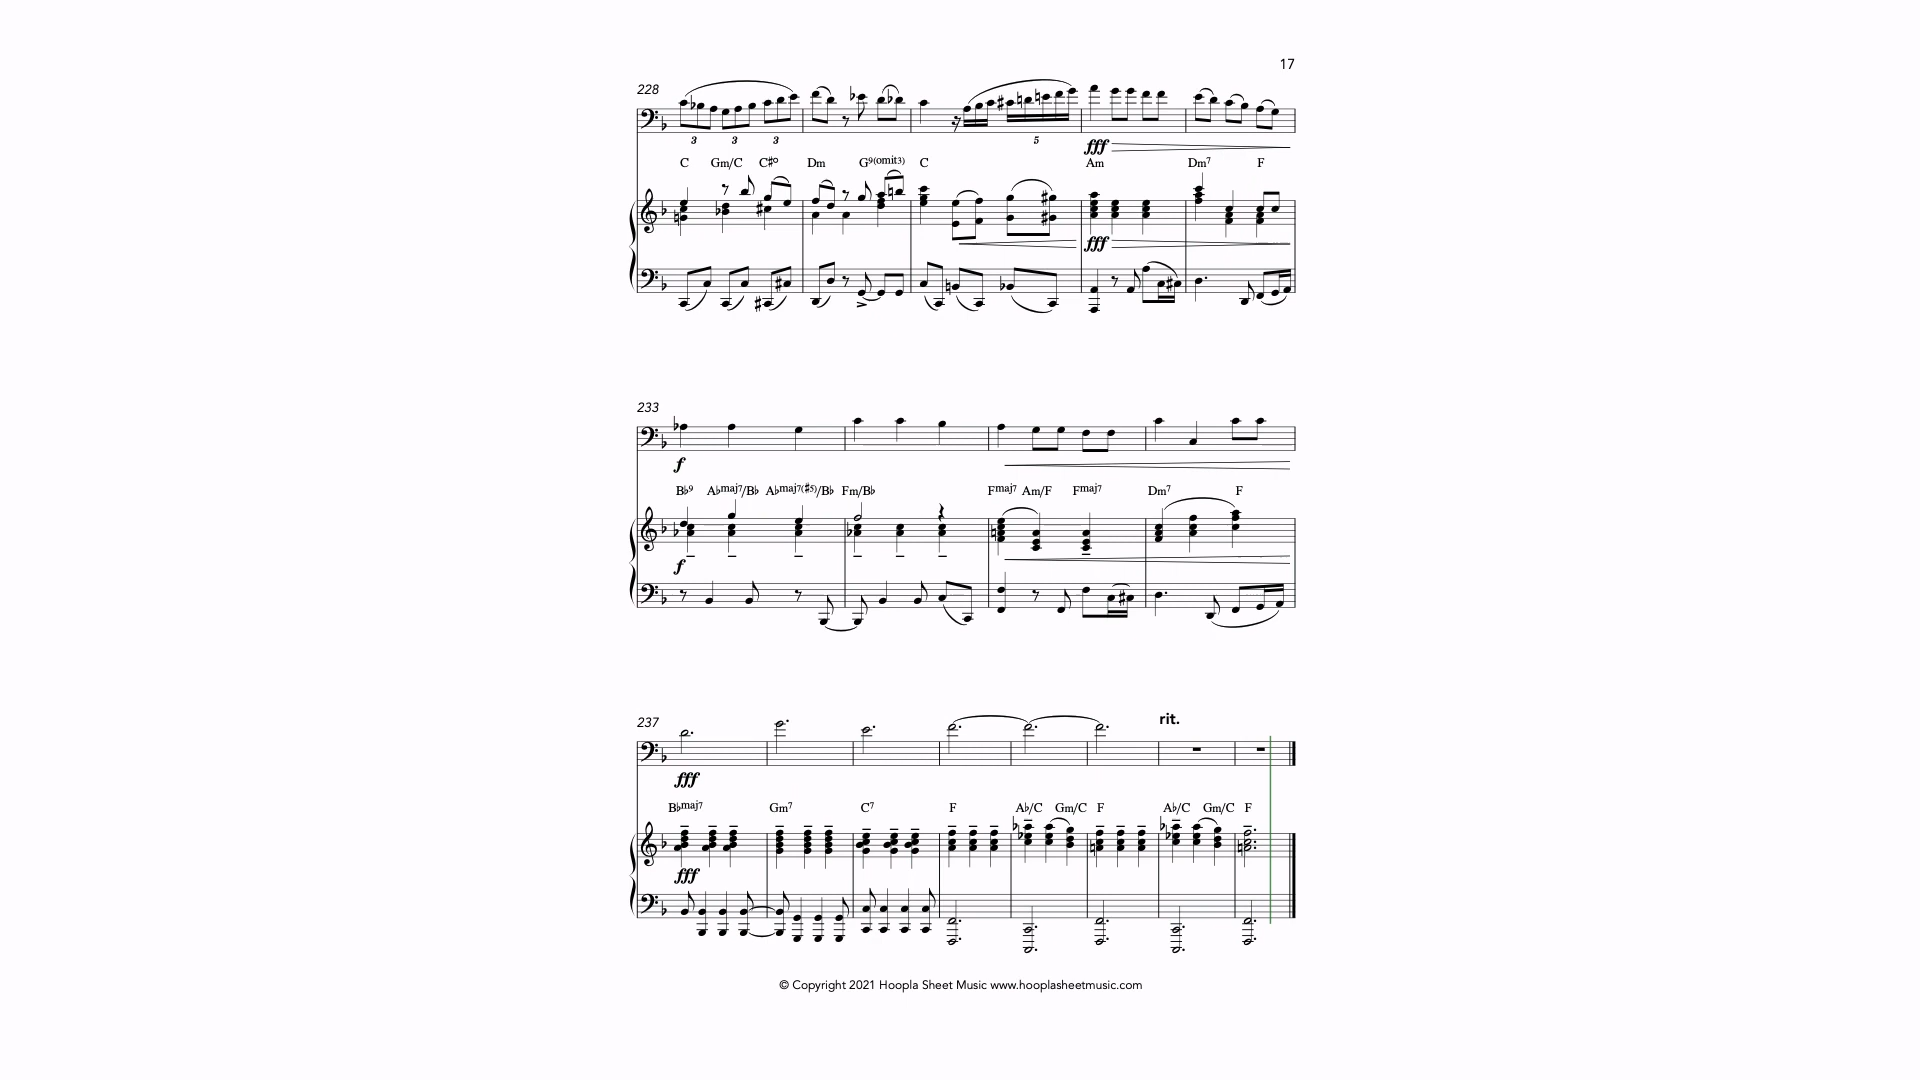 17
228
3 3 3 5
fff
C Gm/C C♯° Dm G9(omit3) C Am Dm7 F
fff
233
f
B♭9 A♭maj7/B♭ A♭maj7(♯5)/B♭ Fm/B♭ Fmaj7 Am/F Fmaj7 Dm7 F
f
237
rit.
fff
B♭maj7 Gm7 C7 F A♭/C Gm/C F A♭/C Gm/C F
fff
© Copyright 2021 Hoopla Sheet Music www.hooplasheetmusic.com